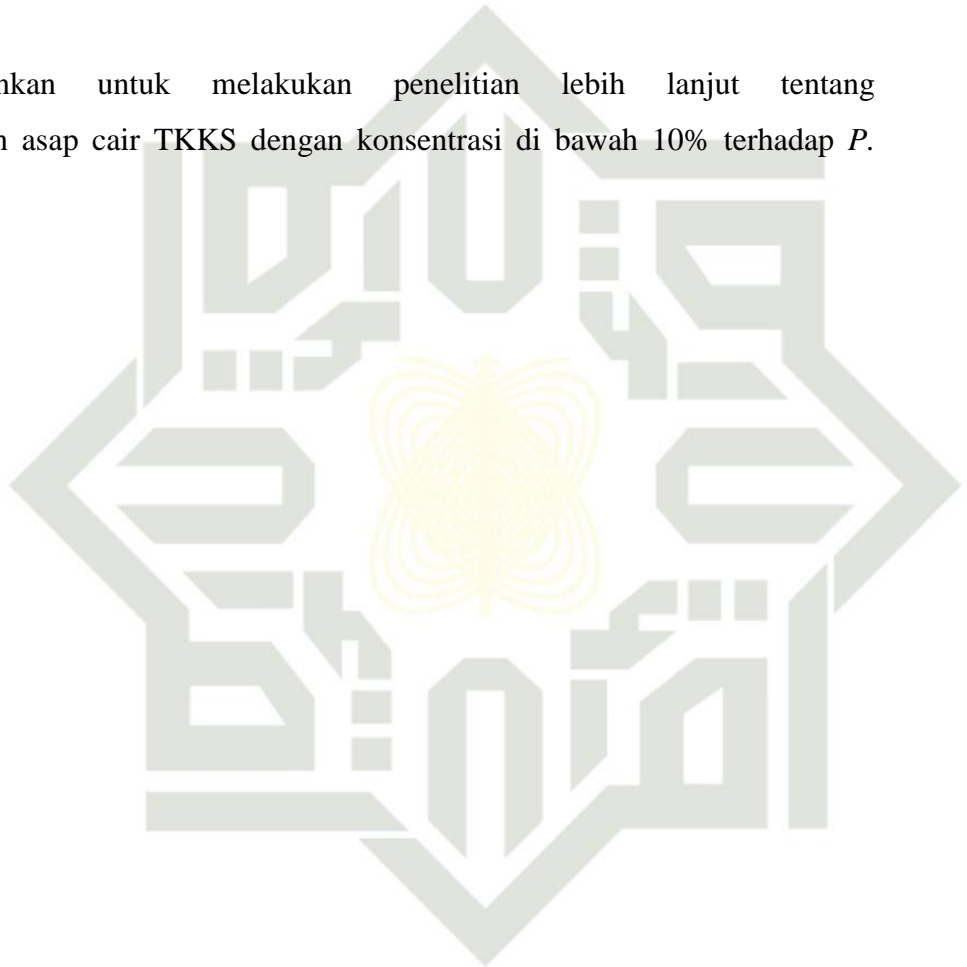 nkan untuk melakukan penelitian lebih lanjut tentang
n asap cair TKKS dengan konsentrasi di bawah 10% terhadap P.